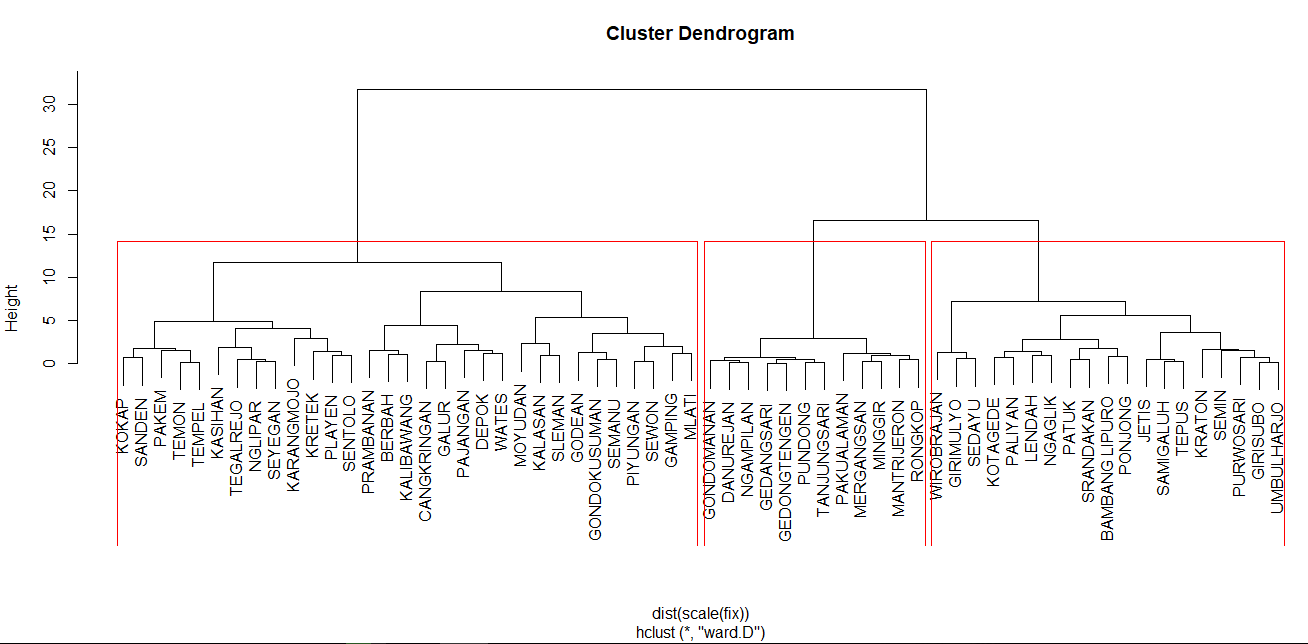 Cluster Dendrogram
Height
30
25
20
15
10
5
0
KOKAP
SANDEN
PAKEM
TEMON
TEMPEL
KASIHAN
TEGALREJO
NGLIPAR
SEYEGAN
KARANGMOJO
KRETEK
PLAYEN
SENTOLO
PRAMBANAN
BERBAH
KALIBAWANG
CANGKRINGAN
GALUR
PAJANGAN
DEPOK
WATES
MOYUDAN
KALASAN
SLEMAN
GODEAN
GONDOKUSUMAN
SEMANU
PIYUNGAN
SEWON
GAMPING
MLATI
GONDOMANAN
DANUREJAN
NGAMPILAN
GEDANGSARI
GEDONGTENGEN
PUNDONG
TANJUNGSARI
PAKUALAMAN
MERGANGSAN
MINGGIR
MANTRIJERON
RONGKOP
WIROBRAJAN
GIRIMULYO
SEDAYU
KOTAGEDE
PALIYAN
LENDAH
NGAGLIK
PATUK
SRANDAKAN
BAMBANG LIPURO
PONJONG
JETIS
SAMIGALUH
TEPUS
KRATON
SEMIN
PURWOSARI
GIRISUBO
UMBULHARJO
dist(scale(fix))
hclust (*, "ward.D")